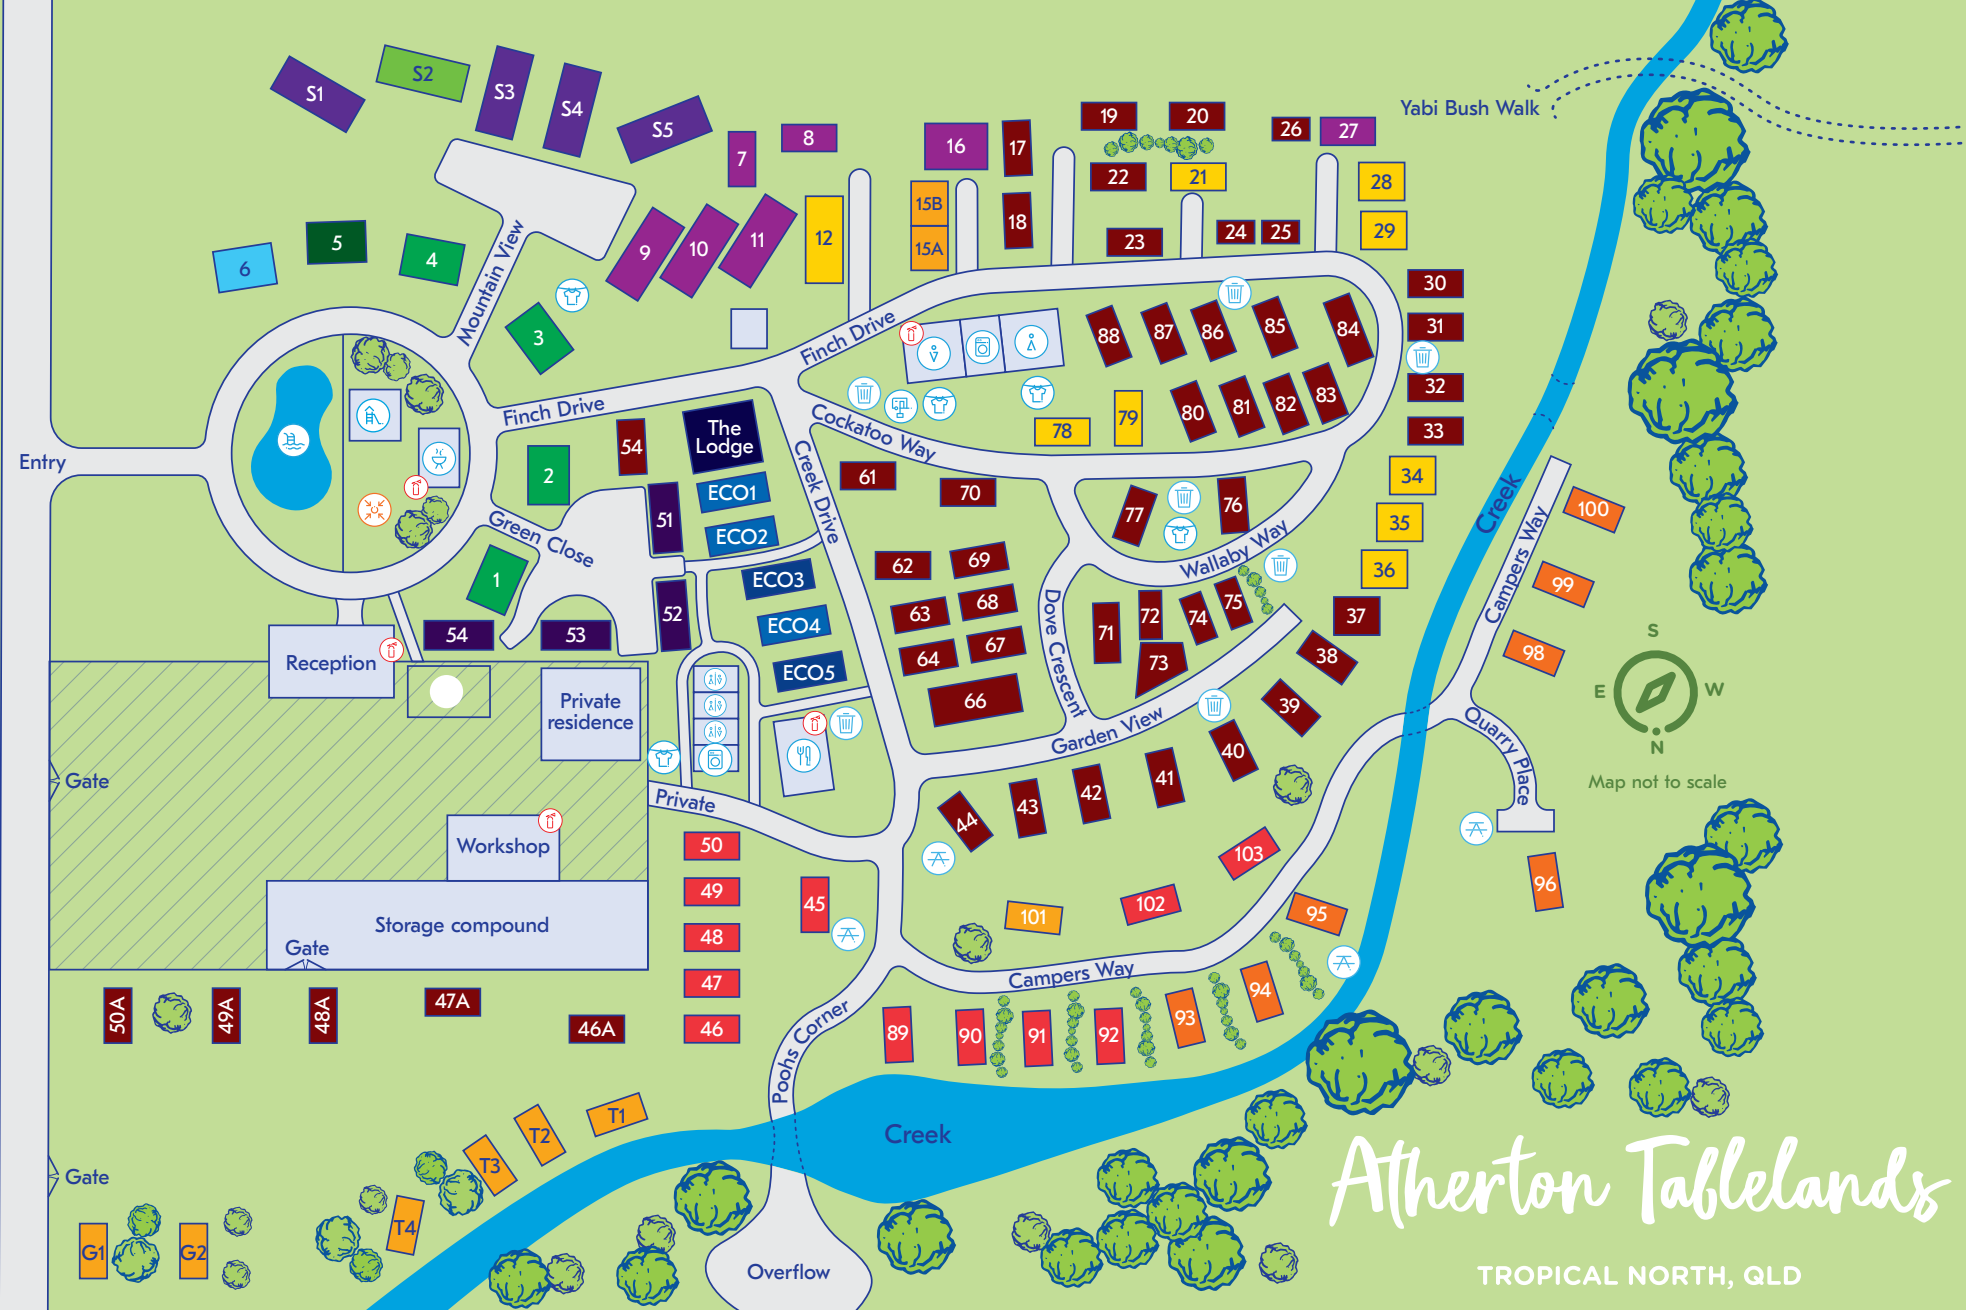 S1
S2
S3
S4
S5
7
8
16
17
19
20
26
27
Yabi Bush Walk
28
29
15B
15A
18
22
21
23
24
25
12
9
10
11
6
5
4
3
Mountain View
30
31
32
33
Finch Drive
88
87
86
85
84
80
81
82
83
79
78
Finch Drive
Cockatoo Way
Creek Drive
54
The
Lodge
2
ECO1
ECO2
ECO3
ECO4
ECO5
51
52
53
54
1
Green Close
Entry
61
70
77
76
Wallaby Way
34
35
36
37
38
39
40
41
42
43
44
62
69
63
68
64
67
66
Dove Crescent
71
72
73
74
75
Garden View
Creek
Campers Way
100
99
98
Quarry Place
96
S
E
W
N
Map not to scale
Reception
Private
residence
Gate
Workshop
Storage compound
Gate
Private
50
49
48
47
46
45
103
102
101
95
94
93
92
91
90
89
Campers Way
Poohs Corner
50A
49A
48A
47A
46A
T1
T2
T3
T4
Gate
G1
G2
Creek
Overflow
Atherton Tablelands
TROPICAL NORTH, QLD